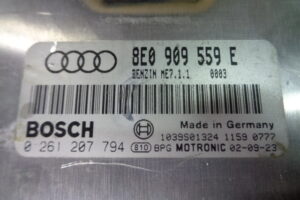 8E0 909 559 E
BENZIN ME7.1.1 0003
BOSCH
Made in Germany
1039S01324 1159 0777
0 261 207 794 810 BPG MOTRONIC 02-09-23